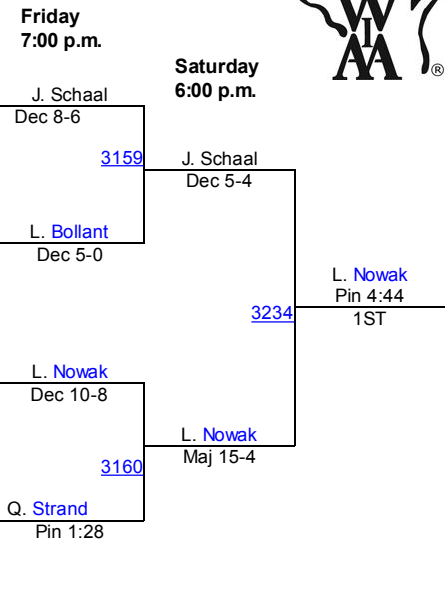 Friday
7:00 p.m.
WIAA
®
Saturday
6:00 p.m.
J. Schaal
Dec 8-6
3159
J. Schaal
Dec 5-4
L. Bollant
Dec 5-0
L. Nowak
Pin 4:44
1ST
3234
L. Nowak
Dec 10-8
L. Nowak
Maj 15-4
3160
Q. Strand
Pin 1:28